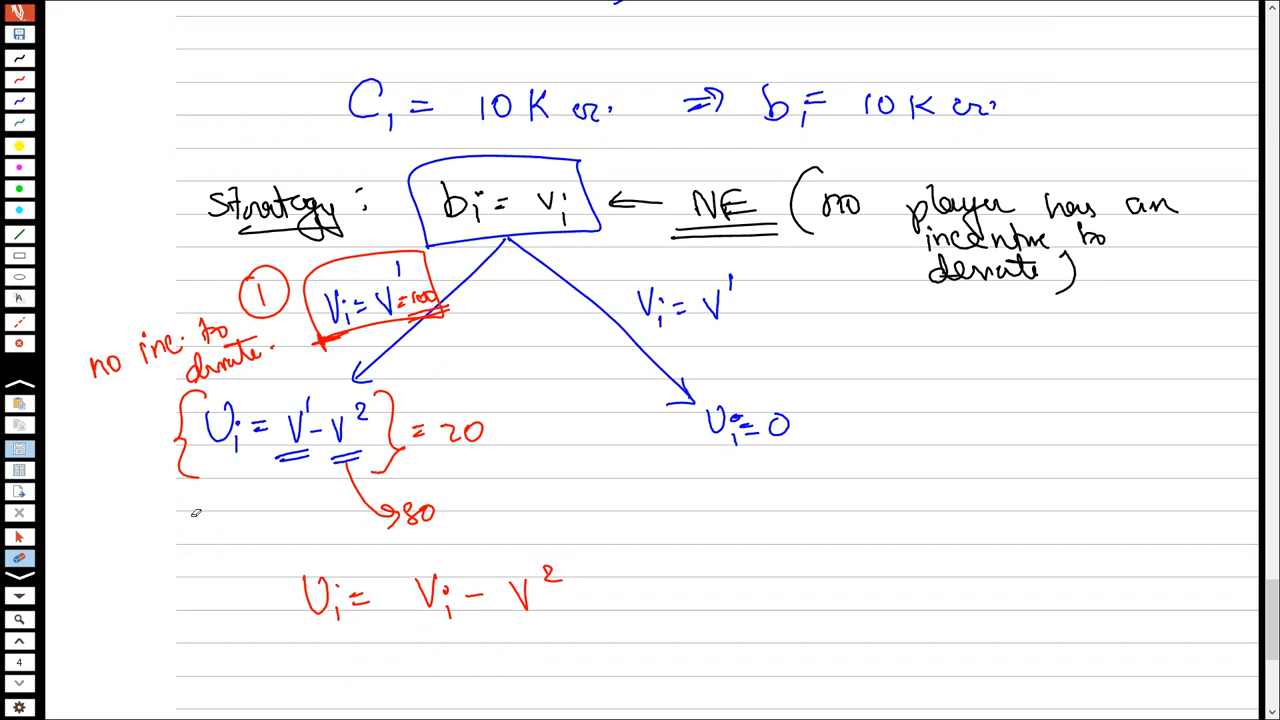 C₁ = 10K cr. ⇒ b₁ = 10K cr.
Strategy : bᵢ = vᵢ ← NE (no player has an
incentive to
deviate)
① Vᵢ = V¹ = 100
Vᵢ = V¹
no inc. to
deviate.
{Uᵢ = V¹ - V²} = 20
Uᵢ = 0
→ 80
Uᵢ = Vᵢ - V²
4